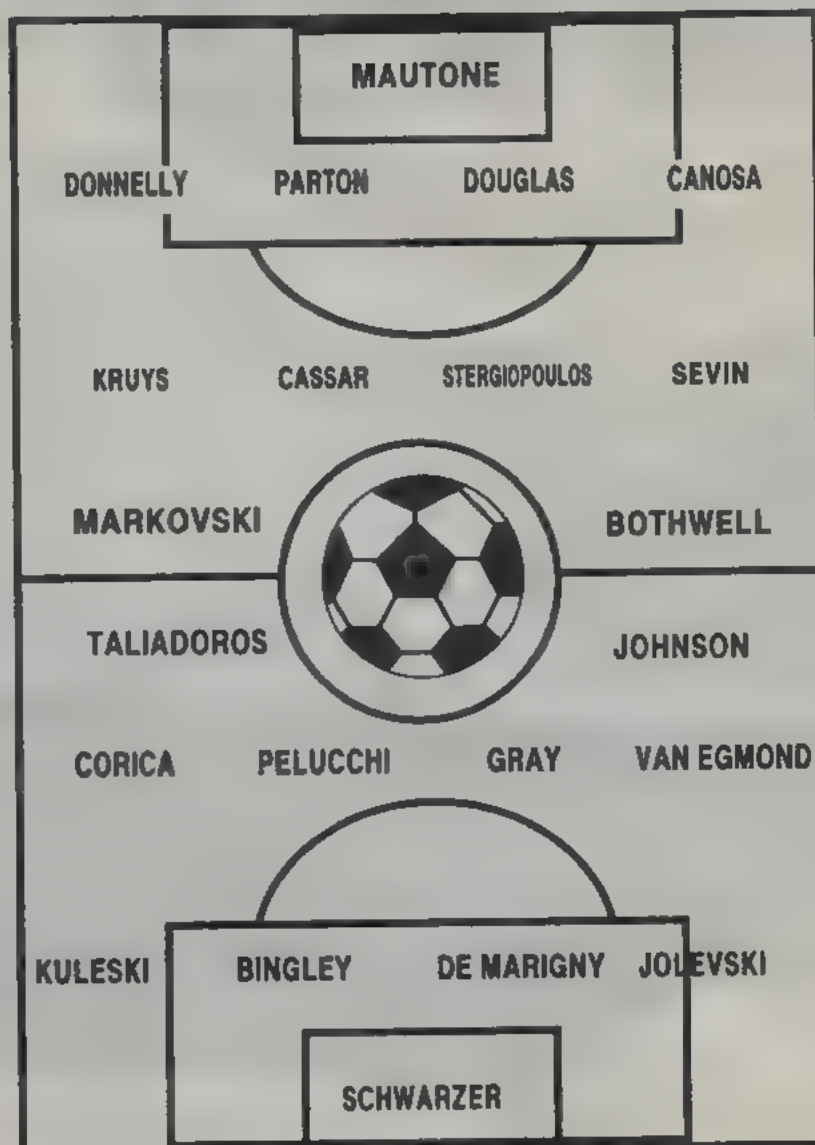 MAUTONE
DONNELLY PARTON DOUGLAS CANOSA
KRUYS CASSAR STERGIOPOULOS SEVIN
MARKOVSKI BOTHWELL
TALIADOROS JOHNSON
CORICA PELUCCHI GRAY VAN EGMOND
KULESKI BINGLEY DE MARIGNY JOLEVSKI
SCHWARZER